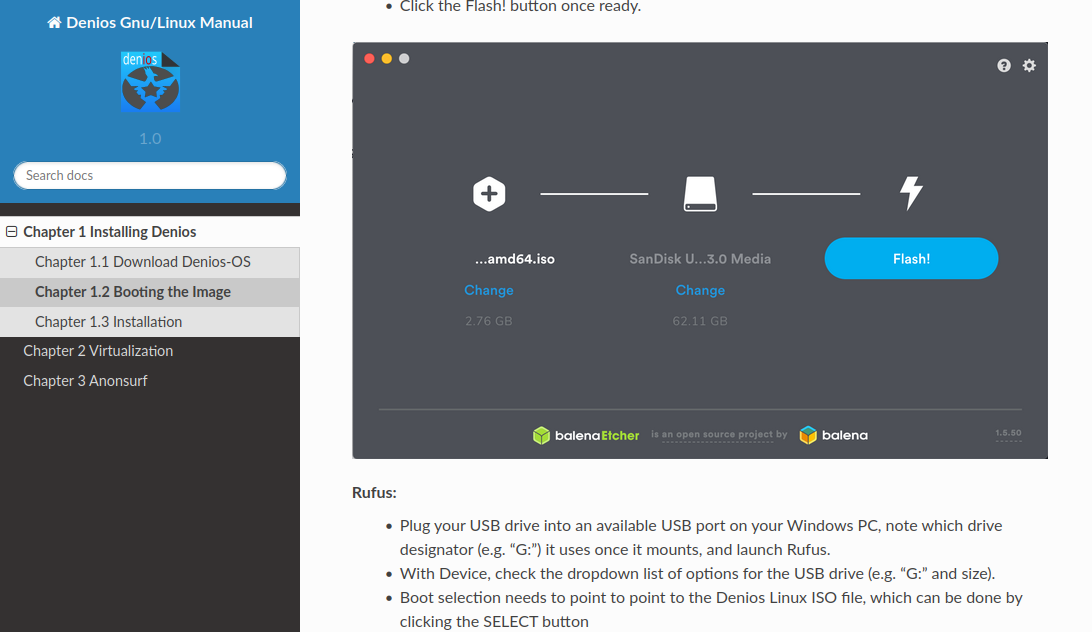 Denios Gnu/Linux Manual
denios
1.0
Search docs
Chapter 1 Installing Denios
Chapter 1.1 Download Denios-OS
Chapter 1.2 Booting the Image
Chapter 1.3 Installation
Chapter 2 Virtualization
Chapter 3 Anonsurf
• Click the Flash! button once ready.
...amd64.iso
Change
2.76 GB
SanDisk U...3.0 Media
Change
62.11 GB
Flash!
balenaEtcher is an open source project by balena
1.5.50
Rufus:
• Plug your USB drive into an available USB port on your Windows PC, note which drive
designator (e.g. “G:”) it uses once it mounts, and launch Rufus.
• With Device, check the dropdown list of options for the USB drive (e.g. “G:” and size).
• Boot selection needs to point to point to the Denios Linux ISO file, which can be done by
clicking the SELECT button